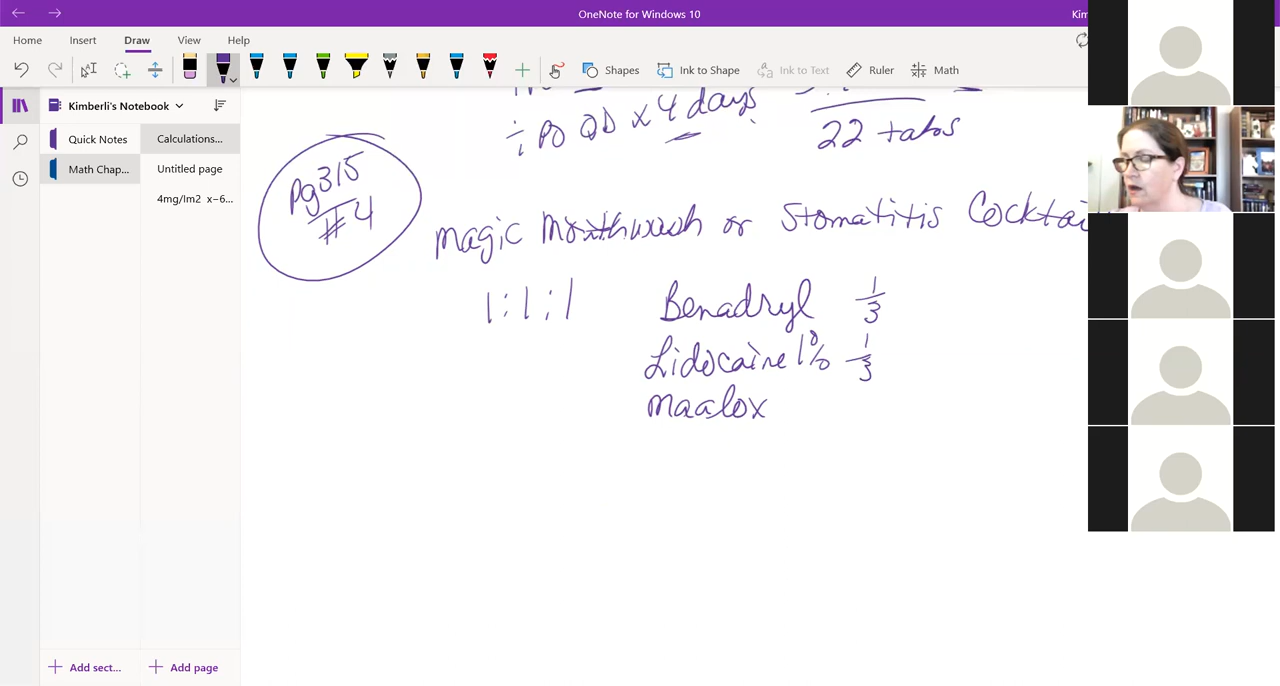 OneNote for Windows 10
Kim
Home Insert Draw View Help
Shapes Ink to Shape Ink to Text Ruler Math
Kimberli's Notebook
Quick Notes
Math Chap...
Calculations...
Untitled page
4mg/Im2 x-6...
i PO QD x 4 days
22 tabs
Pg 315
#4
Magic Mouthwash or Stomatitis Cocktai
1:1:1
Benadryl 1/3
Lidocaine 1% 1/3
Maalox
Add sect...
Add page